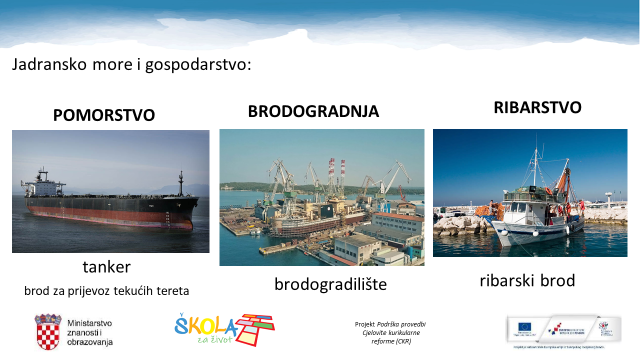 Jadransko more i gospodarstvo:
POMORSTVO
BRODOGRADNJA
RIBARSTVO
tanker
brod za prijevoz tekućih tereta
brodogradilište
ribarski brod
Ministarstvo
znanosti i
obrazovanja
ŠKOLA
za život
Projekt Podrška provedbi
Cjelovite kurikularne
reforme (CKR)